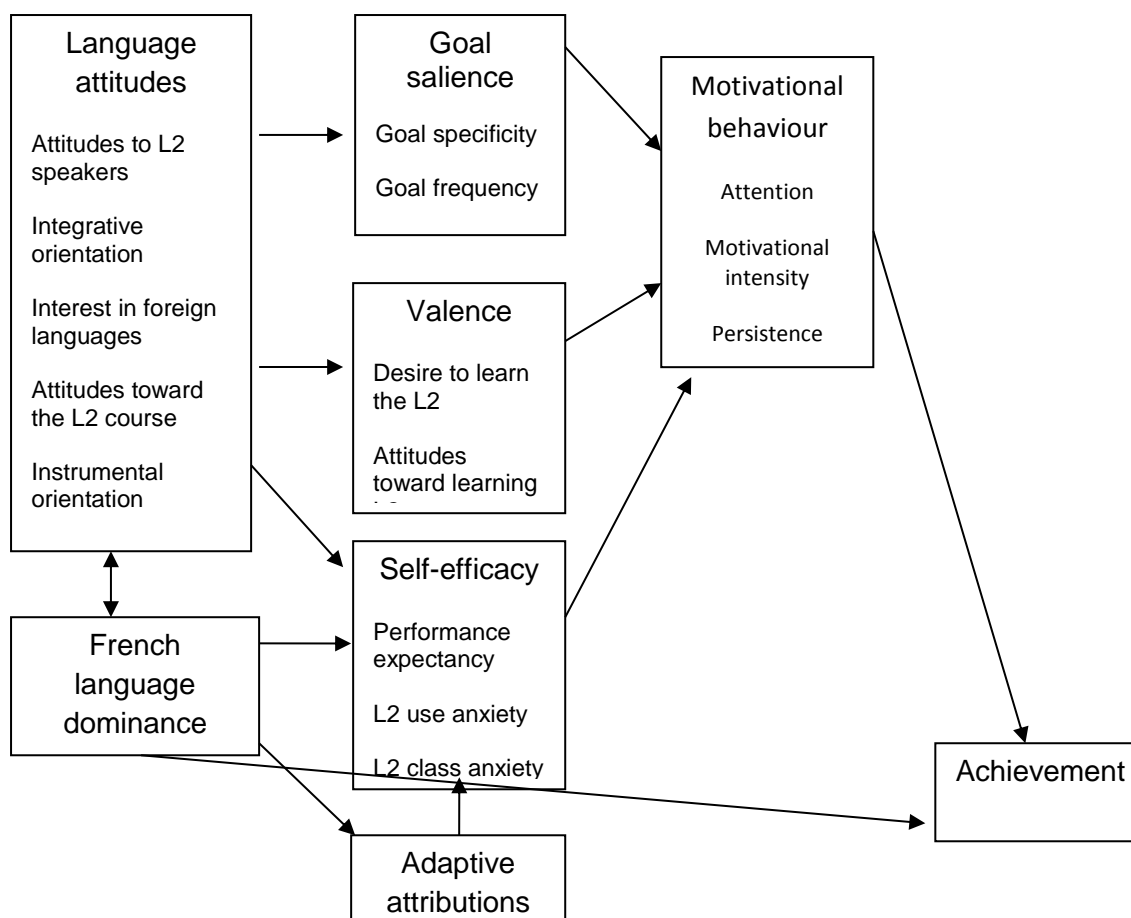 Language
attitudes
Attitudes to L2
speakers
Integrative
orientation
Interest in foreign
languages
Attitudes toward
the L2 course
Instrumental
orientation
Goal
salience
Goal specificity
Goal frequency
Valence
Desire to learn
the L2
Attitudes
toward learning
Self-efficacy
Performance
expectancy
L2 use anxiety
L2 class anxiety
Motivational
behaviour
Attention
Motivational
intensity
Persistence
French
language
dominance
Adaptive
attributions
Achievement